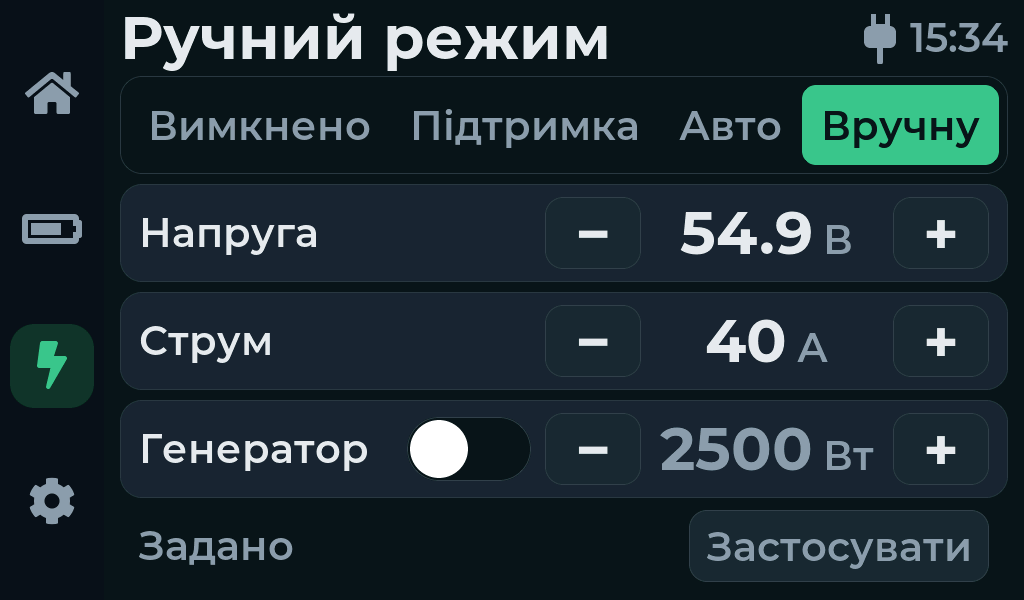 Ручний режим 15:34
Вимкнено Підтримка Авто Вручну
Напруга − 54.9 В +
Струм − 40 А +
Генератор − 2500 Вт +
Задано Застосувати